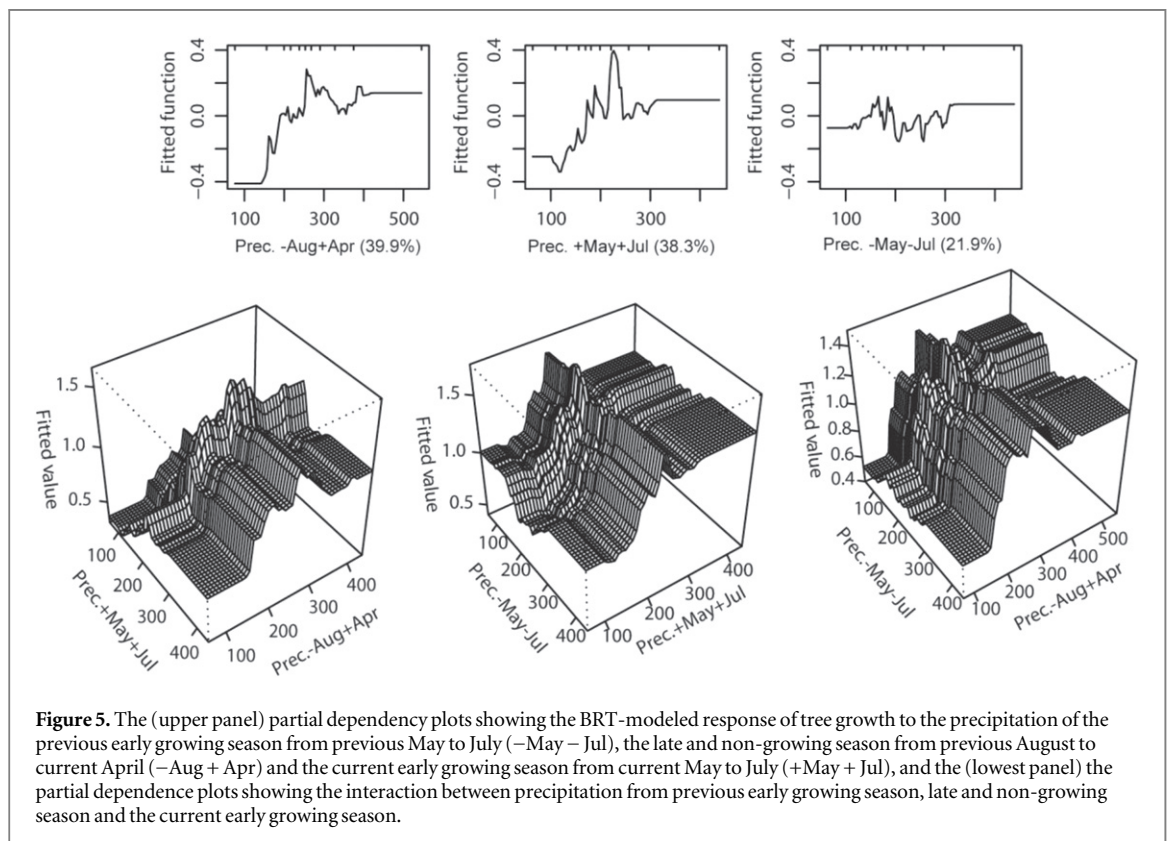 Fitted function
0.4
0.0
−0.4
100 300 500
Prec. -Aug+Apr (39.9%)
Fitted function
0.4
0.0
−0.4
100 300
Prec. +May+Jul (38.3%)
Fitted function
0.4
0.0
−0.4
100 300
Prec. -May-Jul (21.9%)
Fitted value
1.5
1.0
0.5
100
200
300
400
Prec.+May+Jul
100
200
300
400
Prec.-Aug+Apr
Fitted value
1.5
1.0
0.5
100
200
300
400
Prec.-May-Jul
100
200
300
400
Prec.+May+Jul
Fitted value
1.4
1.2
1.0
0.8
0.6
0.4
100
200
300
400
Prec.-May-Jul
100
200
300
400
500
Prec.-Aug+Apr
Figure 5. The (upper panel) partial dependency plots showing the BRT-modeled response of tree growth to the precipitation of the
previous early growing season from previous May to July (−May − Jul), the late and non-growing season from previous August to
current April (−Aug + Apr) and the current early growing season from current May to July (+May + Jul), and the (lowest panel) the
partial dependence plots showing the interaction between precipitation from previous early growing season, late and non-growing
season and the current early growing season.